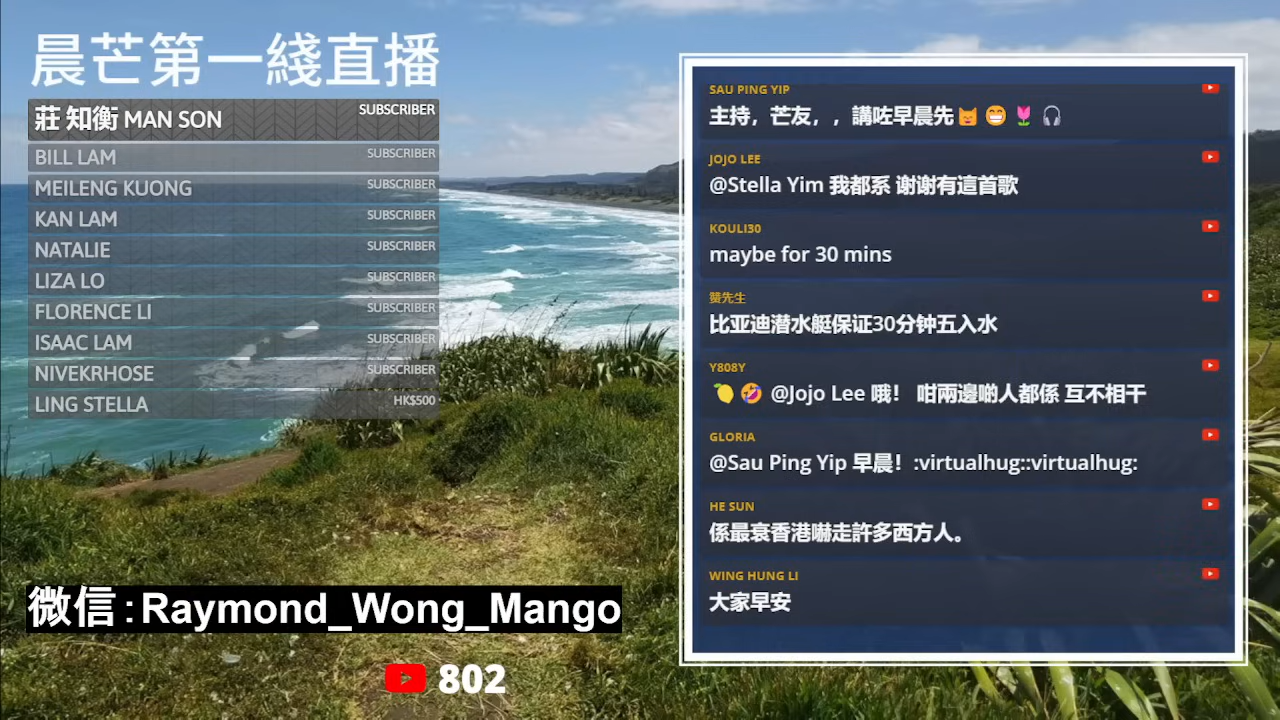 晨芒第一綫直播
莊 知衡 MAN SON SUBSCRIBER
BILL LAM SUBSCRIBER
MEILENG KUONG SUBSCRIBER
KAN LAM SUBSCRIBER
NATALIE SUBSCRIBER
LIZA LO SUBSCRIBER
FLORENCE LI SUBSCRIBER
ISAAC LAM SUBSCRIBER
NIVEKRHOSE SUBSCRIBER
LING STELLA HK$500
微信:Raymond_Wong_Mango
802
SAU PING YIP
主持，芒友，，講咗早晨先😸😁🌷🎧
JOJO LEE
@Stella Yim 我都系 谢谢有這首歌
KOULI30
maybe for 30 mins
赞先生
比亚迪潜水艇保证30分钟五入水
Y808Y
🍋🤣 @Jojo Lee 哦！ 咁兩邊啲人都係 互不相干
GLORIA
@Sau Ping Yip 早晨！:virtualhug::virtualhug:
HE SUN
係最衰香港嚇走許多西方人。
WING HUNG LI
大家早安